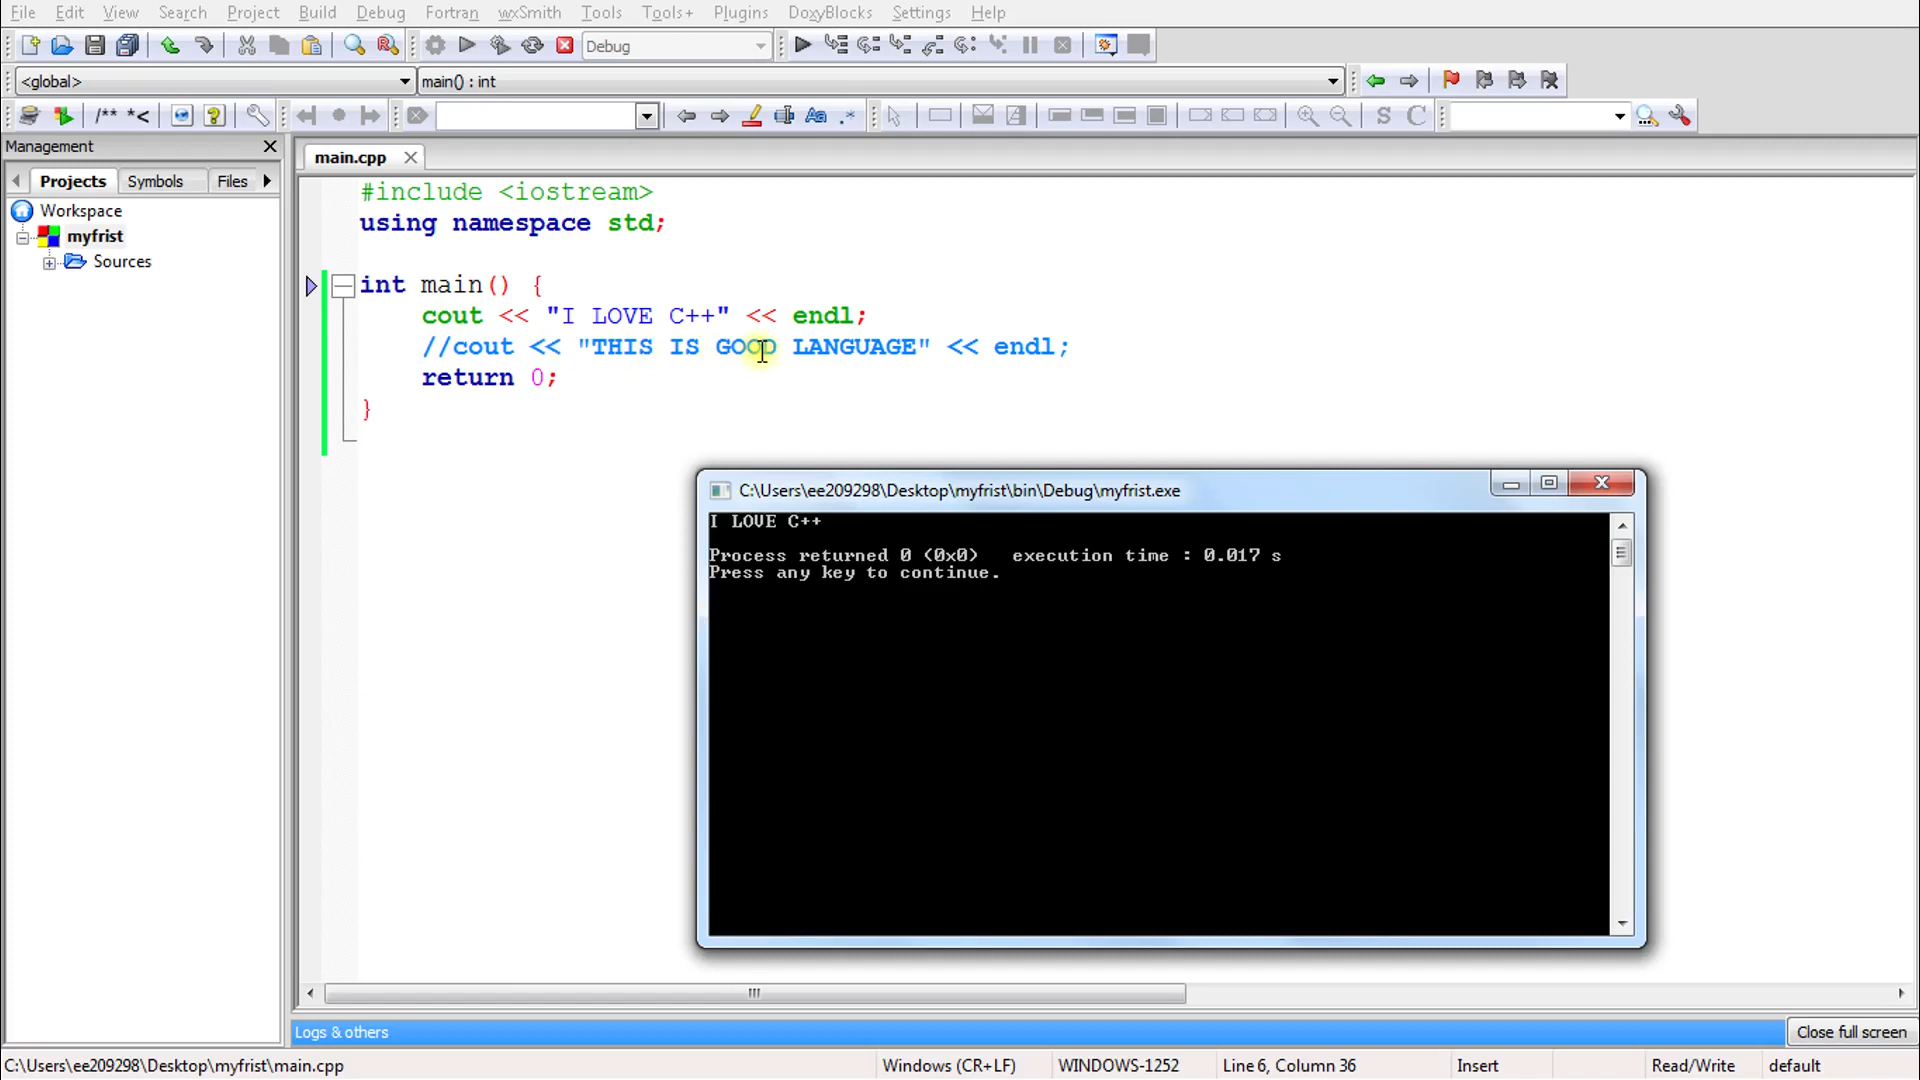 File Edit View Search Project Build Debug Fortran wxSmith Tools Tools+ Plugins DoxyBlocks Settings Help
Debug
<global> main() : int
/** *<
Aa .* S C
Management
main.cpp
Projects Symbols Files
Workspace
myfrist
Sources
#include <iostream>
using namespace std;
int main() {
cout << "I LOVE C++" << endl;
//cout << "THIS IS GOOD LANGUAGE" << endl;
return 0;
}
C:\Users\ee209298\Desktop\myfrist\bin\Debug\myfrist.exe
I LOVE C++
Process returned 0 (0x0) execution time : 0.017 s
Press any key to continue.
Logs & others
Close full screen
C:\Users\ee209298\Desktop\myfrist\main.cpp Windows (CR+LF) WINDOWS-1252 Line 6, Column 36 Insert Read/Write default